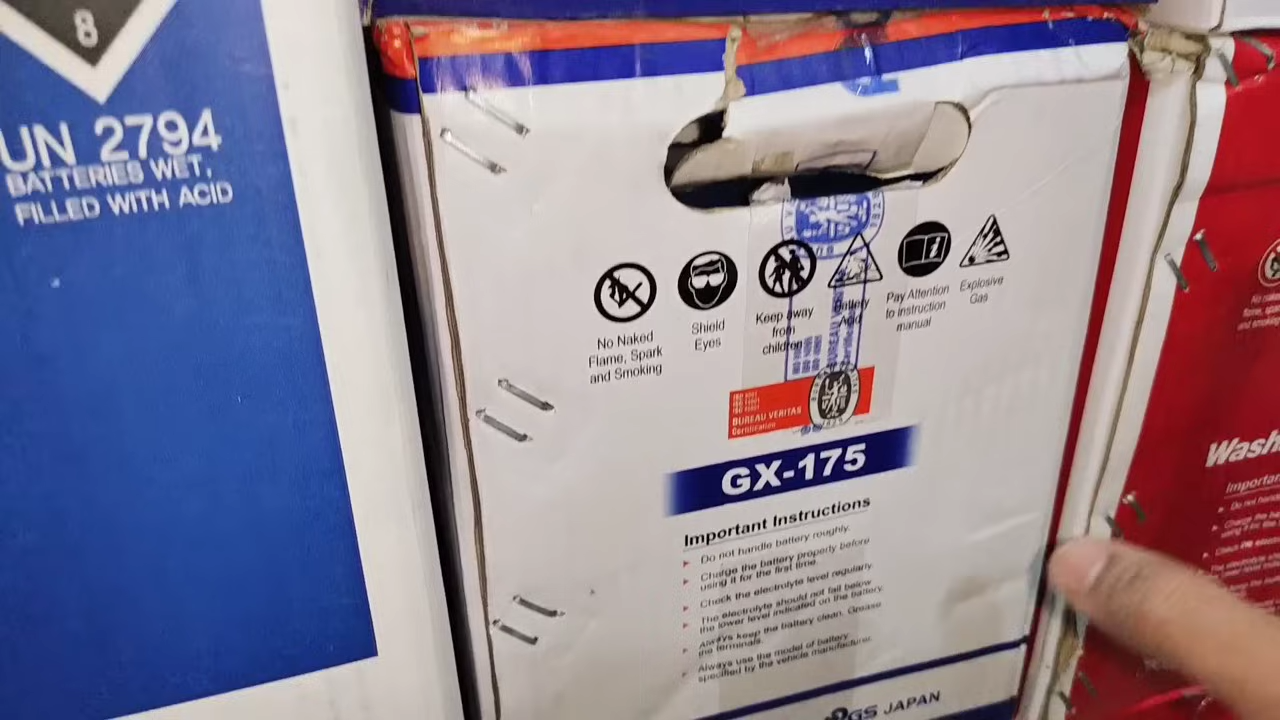 8
UN 2794
BATTERIES WET,
FILLED WITH ACID
No Naked
Flame, Spark
and Smoking
Shield
Eyes
Keep away
from
children
Battery
Acid
Pay Attention
to instruction
manual
Explosive
Gas
BUREAU VERITAS
Certification
GX-175
Important Instructions
Do not handle battery roughly.
Charge the battery properly before
using it for the first time.
Check the electrolyte level regularly.
The electrolyte should not fall below
the lower level indicated on the battery.
Always keep the battery clean. Grease
the terminals.
Always use the model of battery
specified by the vehicle manufacturer.
GS JAPAN
Wash
Importan